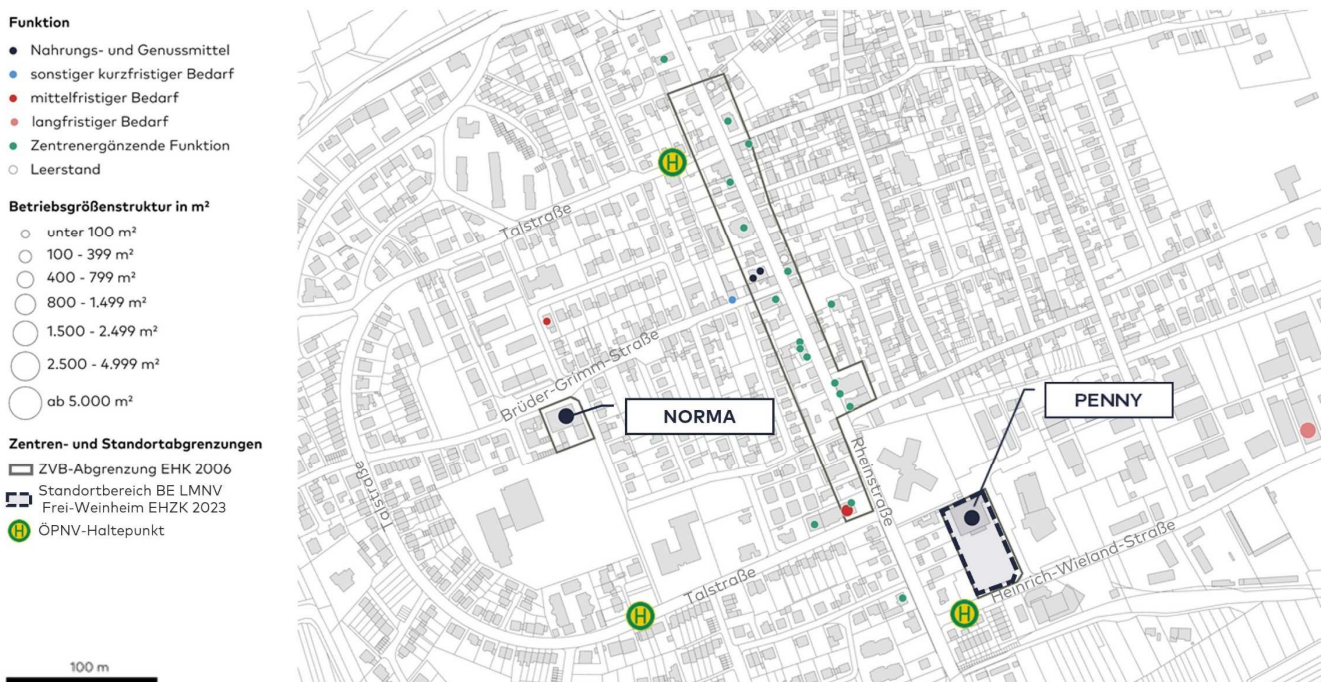 Funktion
Nahrungs- und Genussmittel
sonstiger kurzfristiger Bedarf
mittelfristiger Bedarf
langfristiger Bedarf
Zentrenergänzende Funktion
Leerstand
Betriebsgrößenstruktur in m²
unter 100 m²
100 - 399 m²
400 - 799 m²
800 - 1.499 m²
1.500 - 2.499 m²
2.500 - 4.999 m²
ab 5.000 m²
Zentren- und Standortabgrenzungen
ZVB-Abgrenzung EHK 2006
Standortbereich BE LMNV
Frei-Weinheim EHZK 2023
H ÖPNV-Haltepunkt
100 m
H
Talstraße
Brüder-Grimm-Straße
NORMA
PENNY
Talstraße
Rheinstraße
Heinrich-Wieland-Straße
Talstraße
H
H